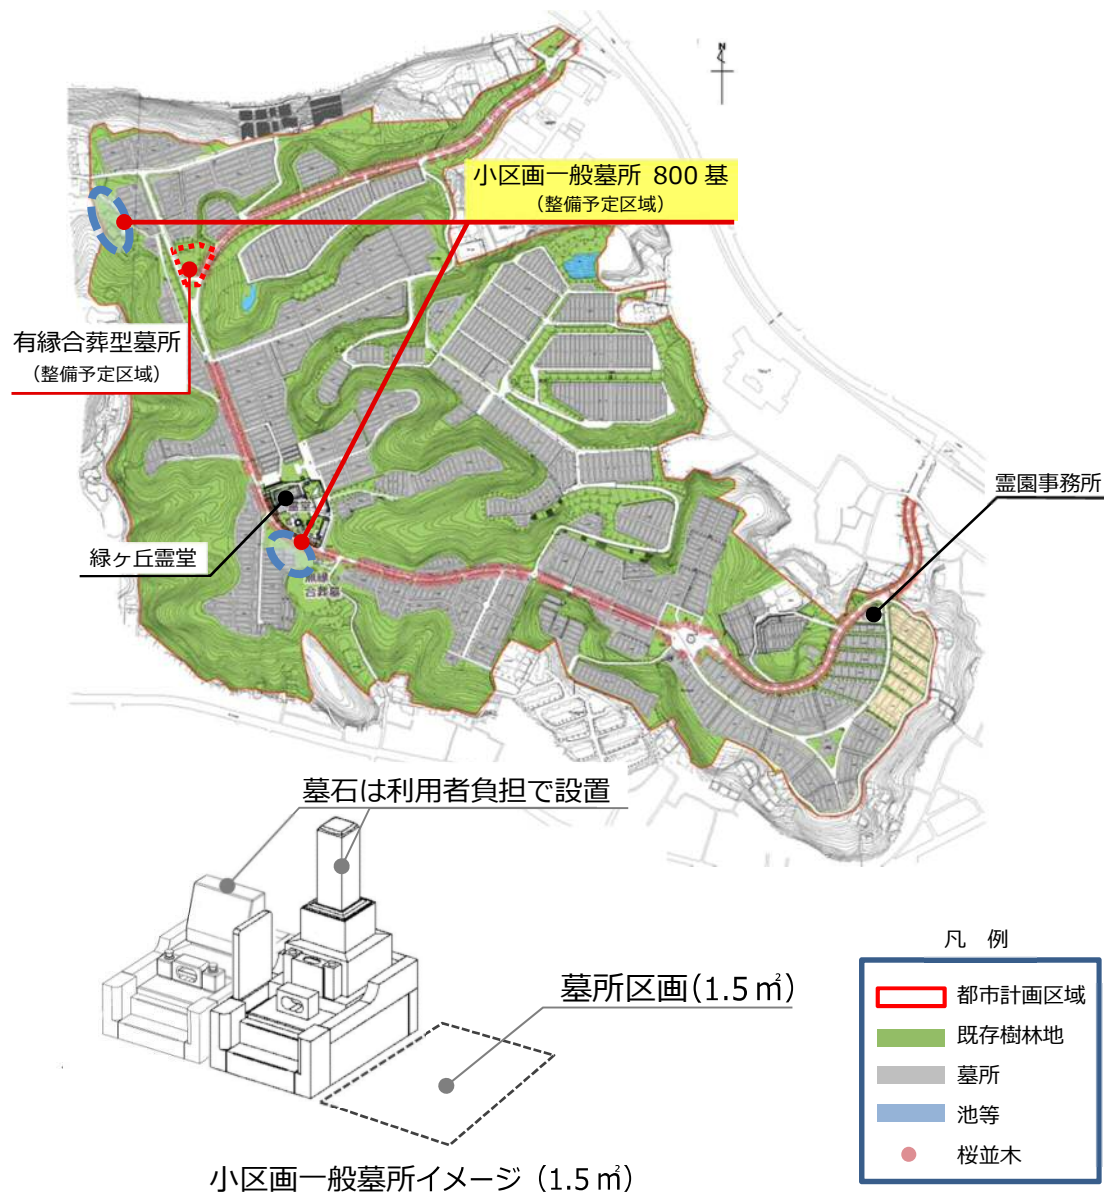 N
小区画一般墓所 800 基
(整備予定区域)
有縁合葬型墓所
(整備予定区域)
霊園事務所
緑ヶ丘霊堂
合葬墓
墓石は利用者負担で設置
墓所区画(1.5㎡)
小区画一般墓所イメージ（1.5㎡）
凡 例
都市計画区域
既存樹林地
墓所
池等
桜並木